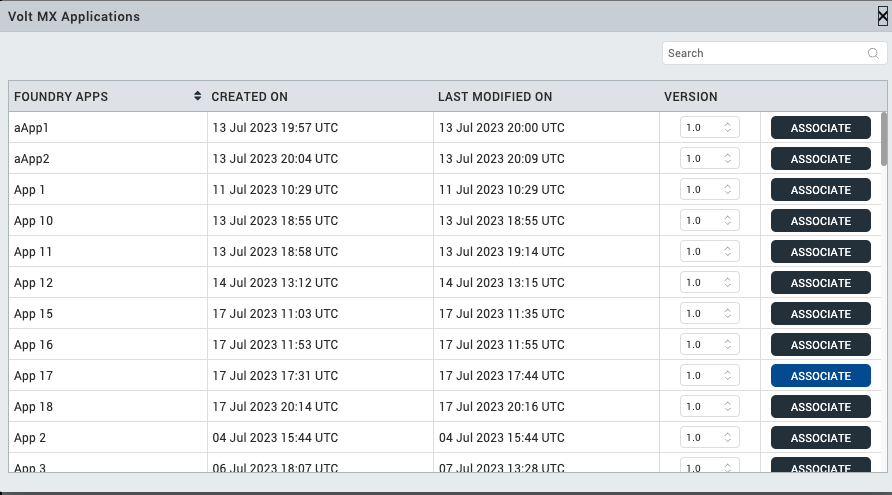 Volt MX Applications
Search
FOUNDRY APPS CREATED ON LAST MODIFIED ON VERSION
aApp1 13 Jul 2023 19:57 UTC 13 Jul 2023 20:00 UTC 1.0 ASSOCIATE
aApp2 13 Jul 2023 20:04 UTC 13 Jul 2023 20:09 UTC 1.0 ASSOCIATE
App 1 11 Jul 2023 10:29 UTC 11 Jul 2023 10:29 UTC 1.0 ASSOCIATE
App 10 13 Jul 2023 18:55 UTC 13 Jul 2023 18:55 UTC 1.0 ASSOCIATE
App 11 13 Jul 2023 18:58 UTC 13 Jul 2023 19:14 UTC 1.0 ASSOCIATE
App 12 14 Jul 2023 13:12 UTC 14 Jul 2023 13:15 UTC 1.0 ASSOCIATE
App 15 17 Jul 2023 11:03 UTC 17 Jul 2023 11:35 UTC 1.0 ASSOCIATE
App 16 17 Jul 2023 11:53 UTC 17 Jul 2023 11:55 UTC 1.0 ASSOCIATE
App 17 17 Jul 2023 17:31 UTC 17 Jul 2023 17:44 UTC 1.0 ASSOCIATE
App 18 17 Jul 2023 20:14 UTC 17 Jul 2023 20:16 UTC 1.0 ASSOCIATE
App 2 04 Jul 2023 15:44 UTC 04 Jul 2023 15:44 UTC 1.0 ASSOCIATE
App 3 06 Jul 2023 18:07 UTC 07 Jul 2023 13:28 UTC 1.0 ASSOCIATE